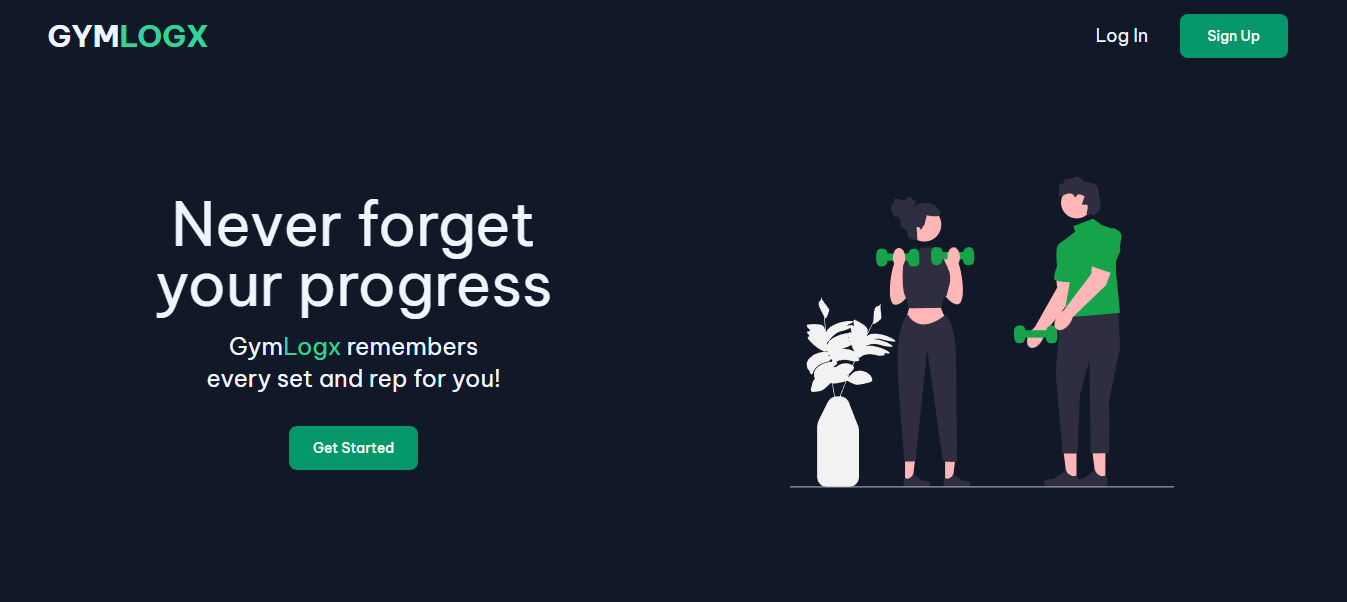 GYMLOGX
Log In
Sign Up
Never forget
your progress
GymLogx remembers
every set and rep for you!
Get Started